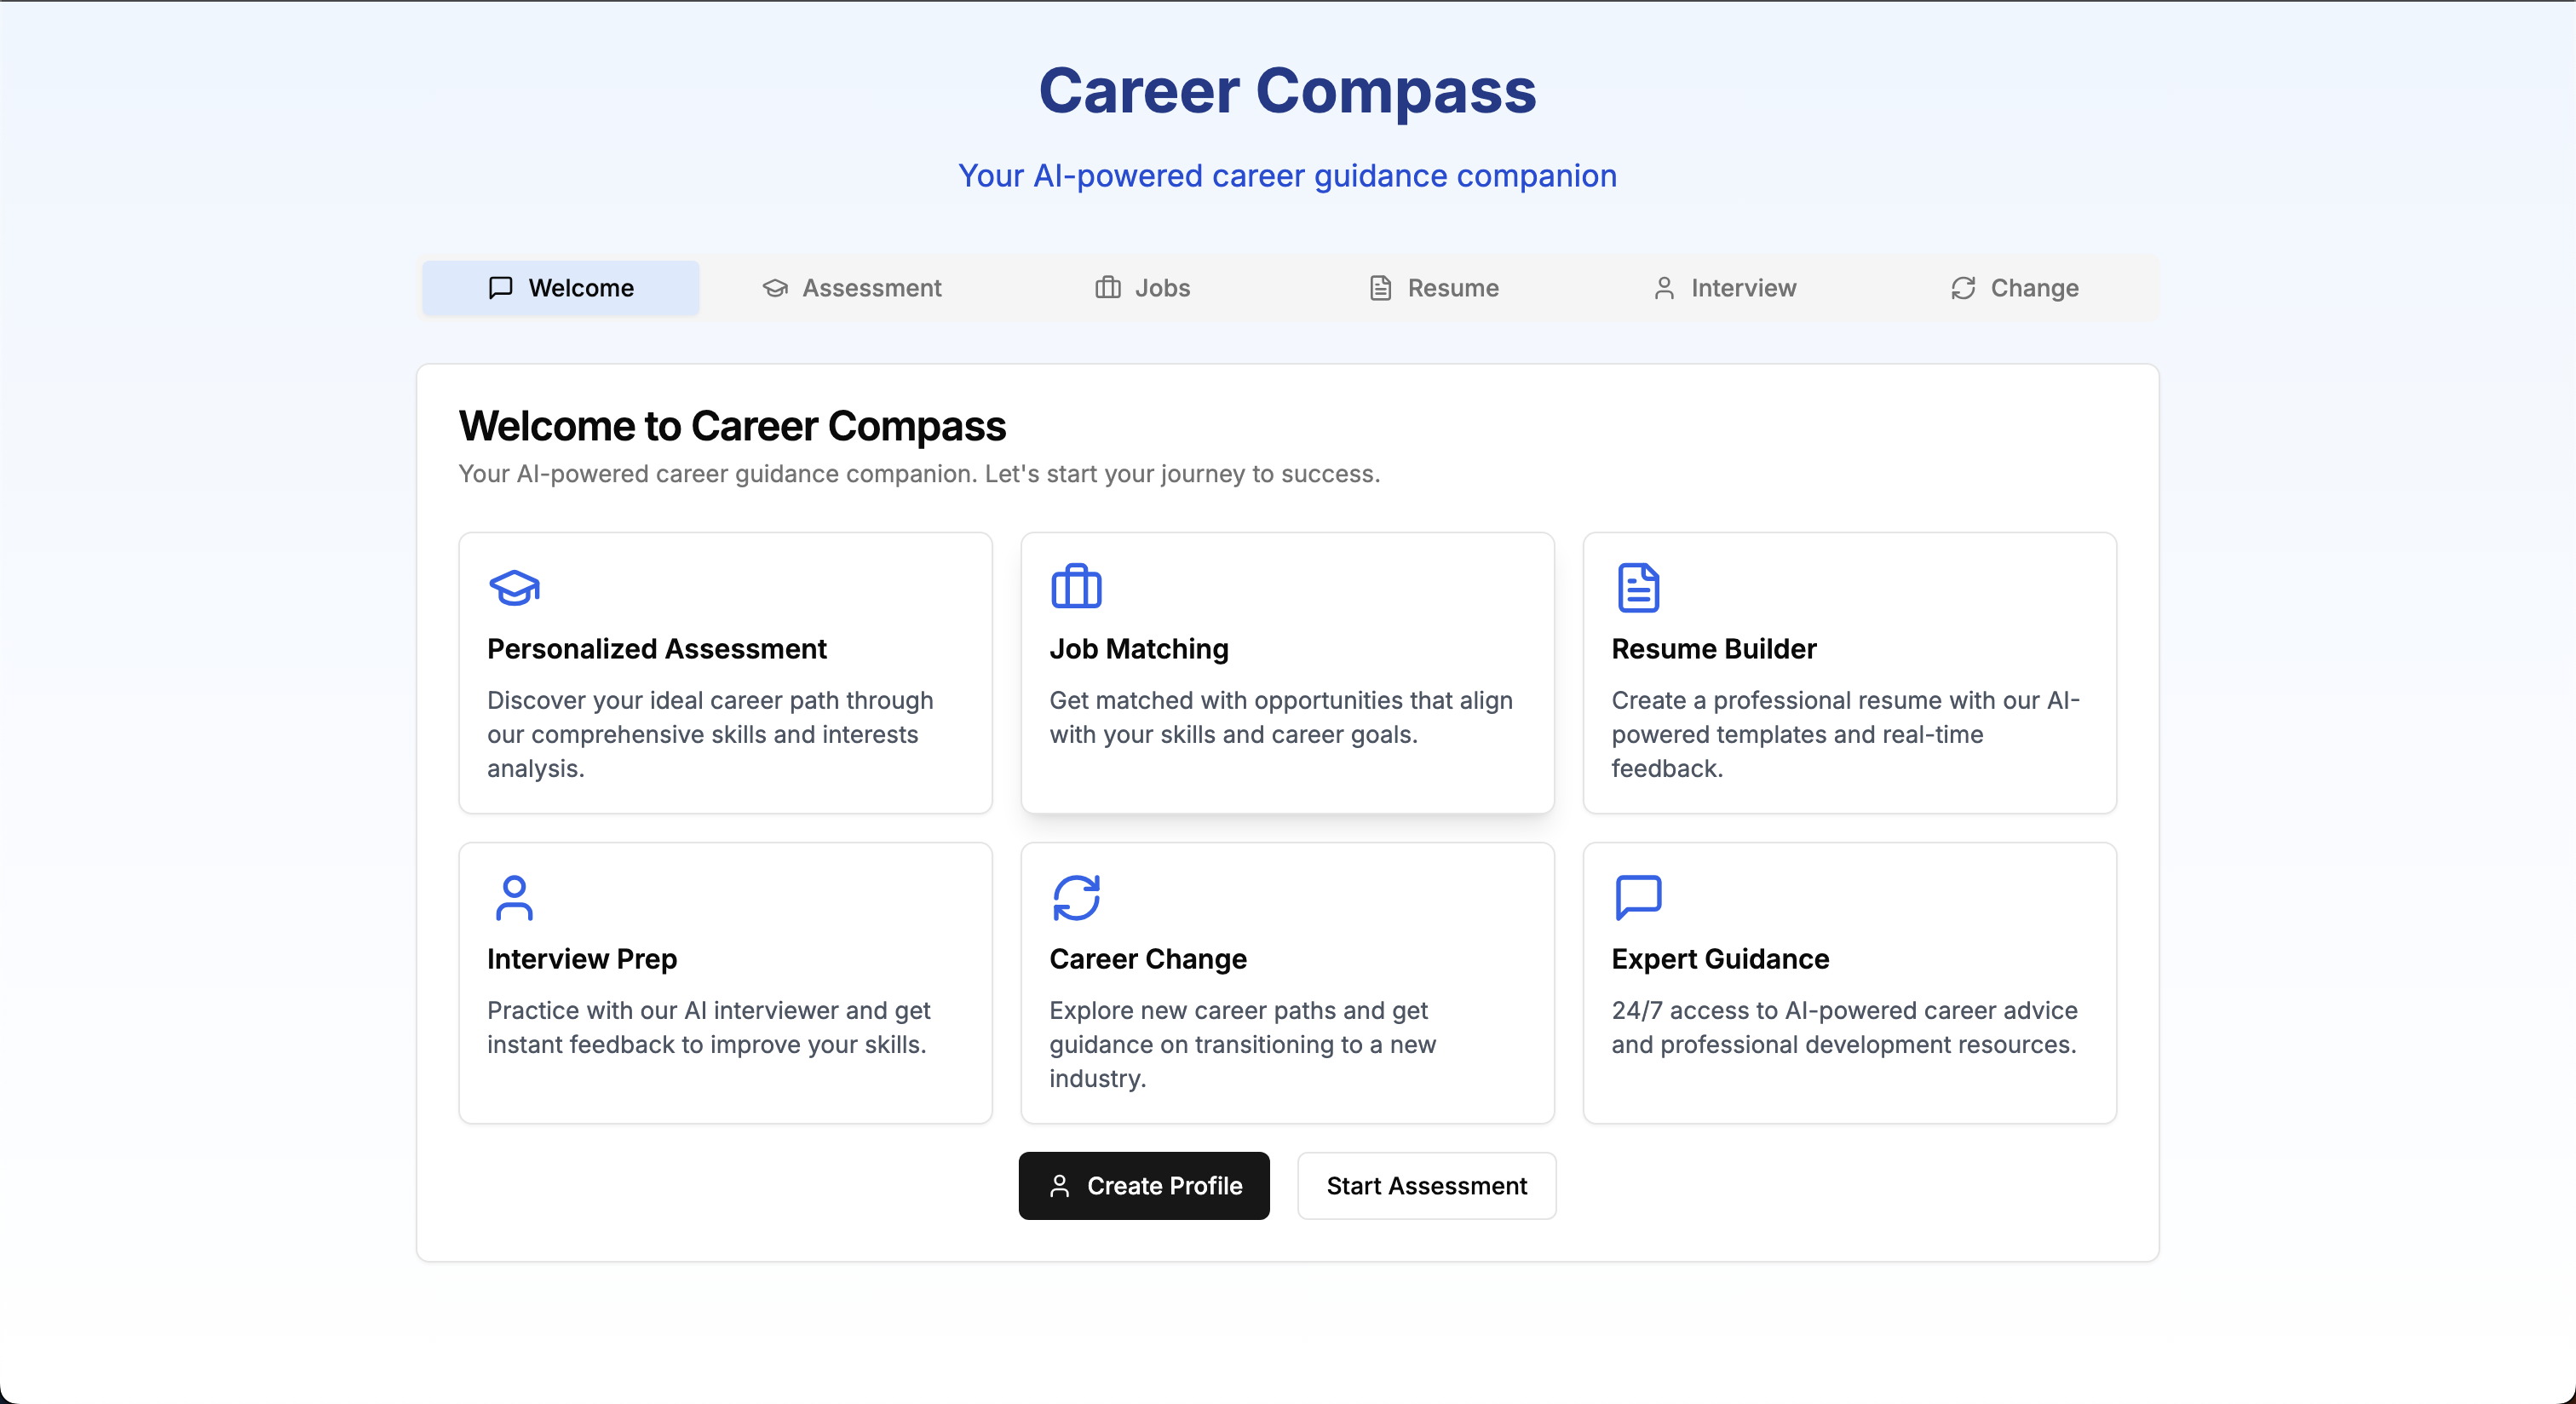 Career Compass
Your AI-powered career guidance companion
Welcome
Assessment
Jobs
Resume
Interview
Change
Welcome to Career Compass
Your AI-powered career guidance companion. Let's start your journey to success.
Personalized Assessment
Discover your ideal career path through
our comprehensive skills and interests
analysis.
Job Matching
Get matched with opportunities that align
with your skills and career goals.
Resume Builder
Create a professional resume with our AI-
powered templates and real-time
feedback.
Interview Prep
Practice with our AI interviewer and get
instant feedback to improve your skills.
Career Change
Explore new career paths and get
guidance on transitioning to a new
industry.
Expert Guidance
24/7 access to AI-powered career advice
and professional development resources.
Create Profile
Start Assessment